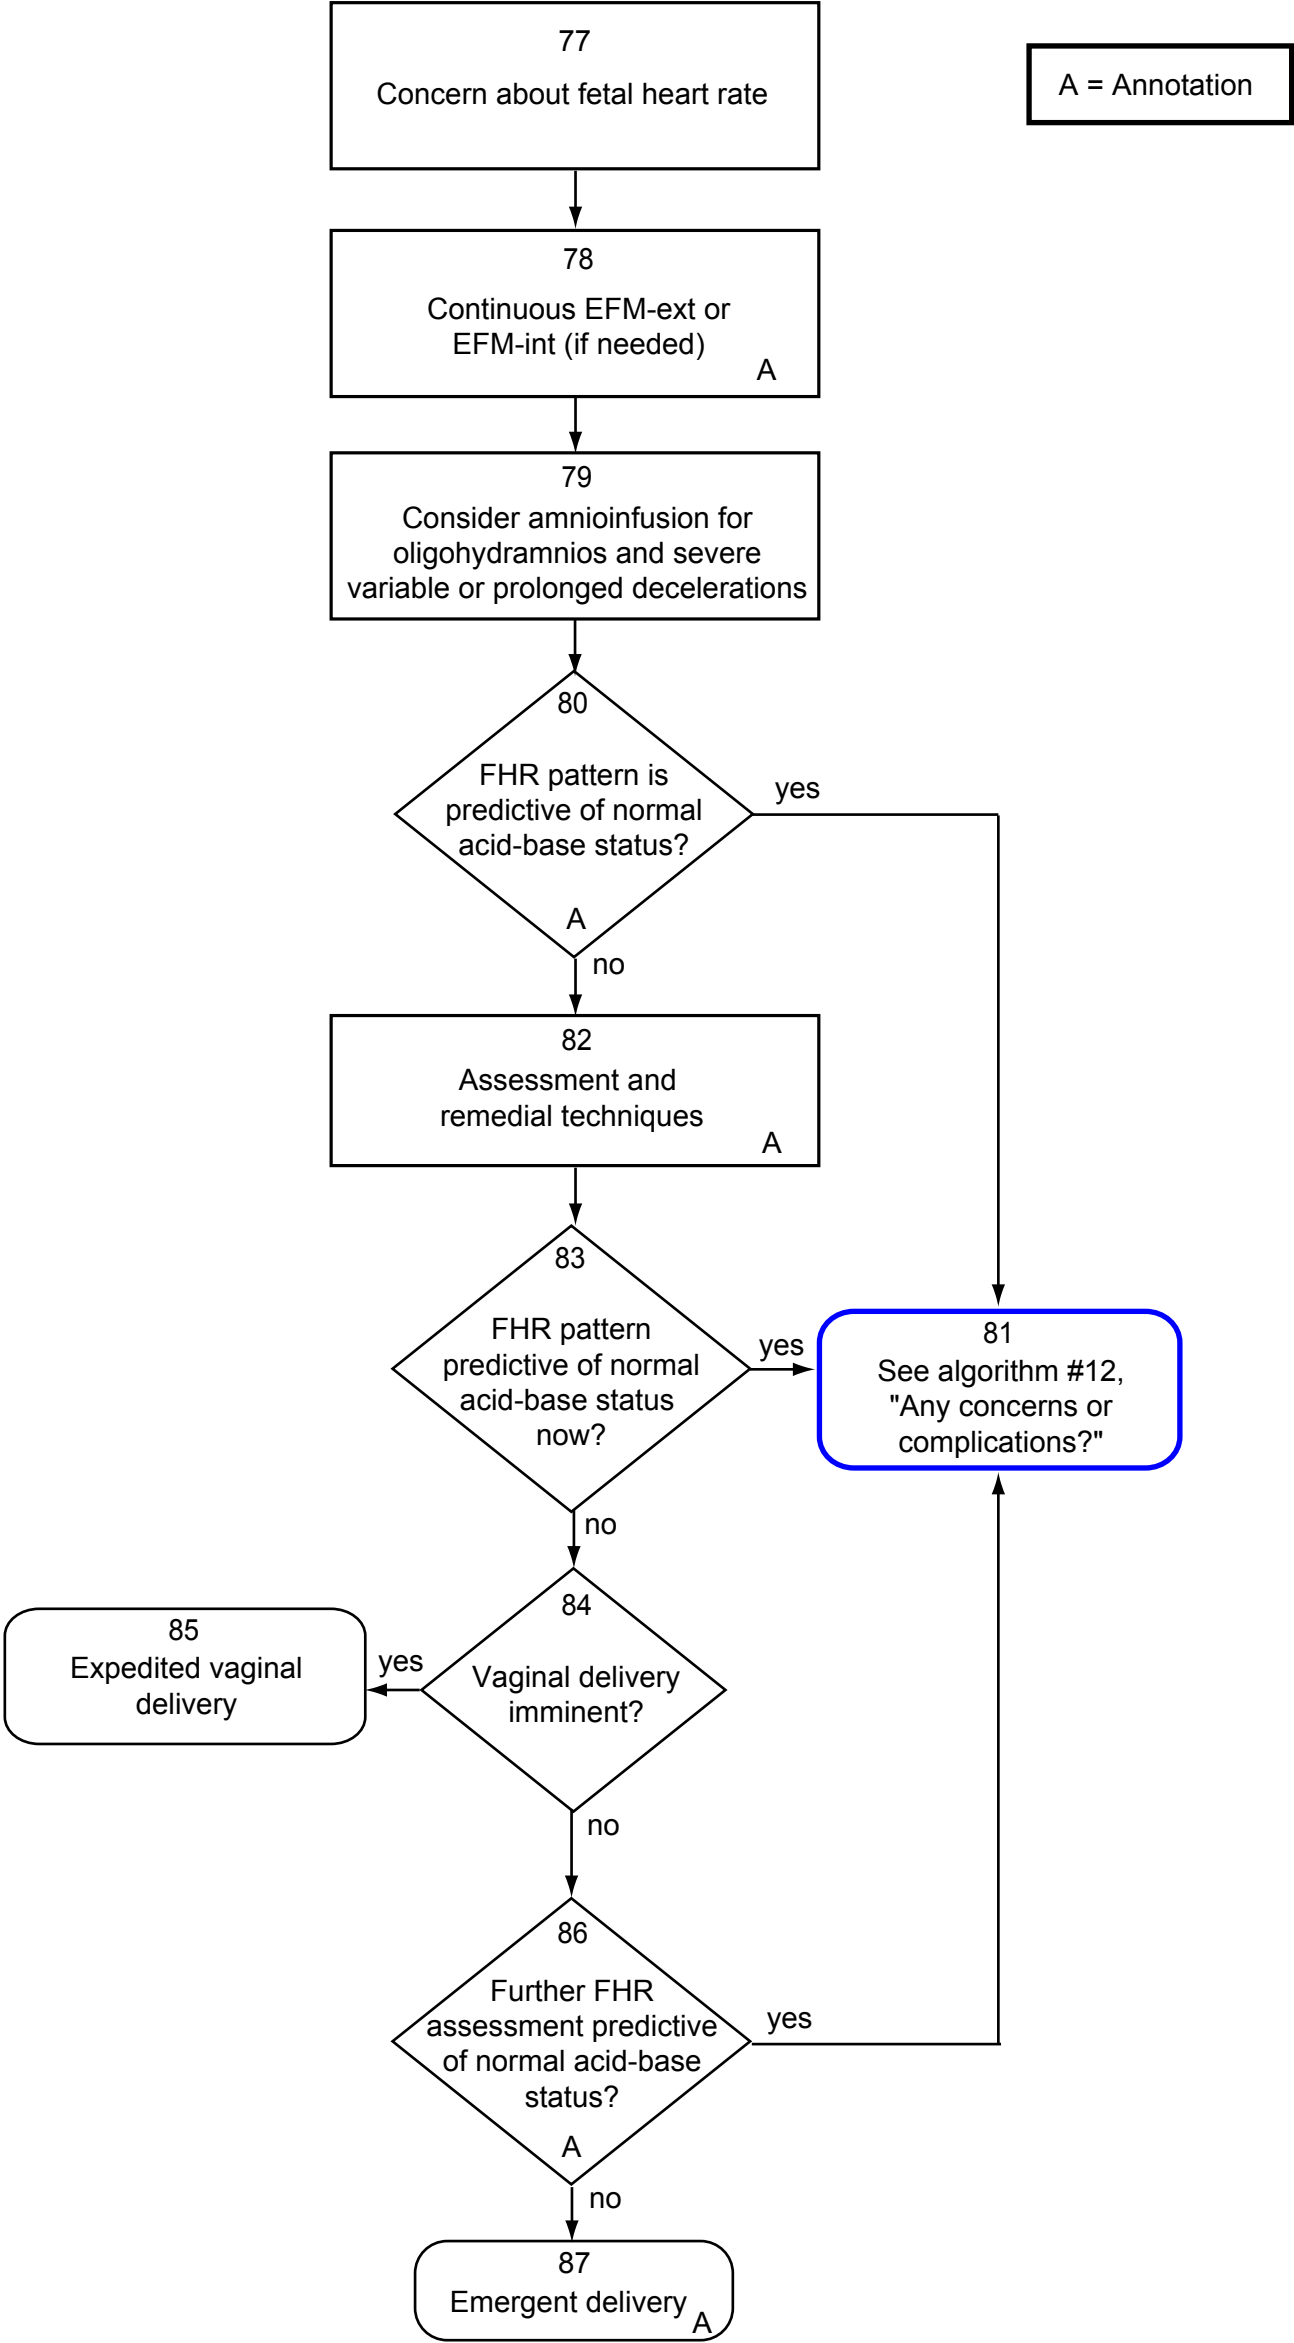 77
Concern about fetal heart rate
A = Annotation
78
Continuous EFM-ext or
EFM-int (if needed)
A
79
Consider amnioinfusion for
oligohydramnios and severe
variable or prolonged decelerations
80
FHR pattern is
predictive of normal
acid-base status?
A
yes
no
82
Assessment and
remedial techniques
A
83
FHR pattern
predictive of normal
acid-base status
now?
yes
no
81
See algorithm #12,
"Any concerns or
complications?"
84
Vaginal delivery
imminent?
yes
no
85
Expedited vaginal
delivery
86
Further FHR
assessment predictive
of normal acid-base
status?
A
yes
no
87
Emergent delivery
A